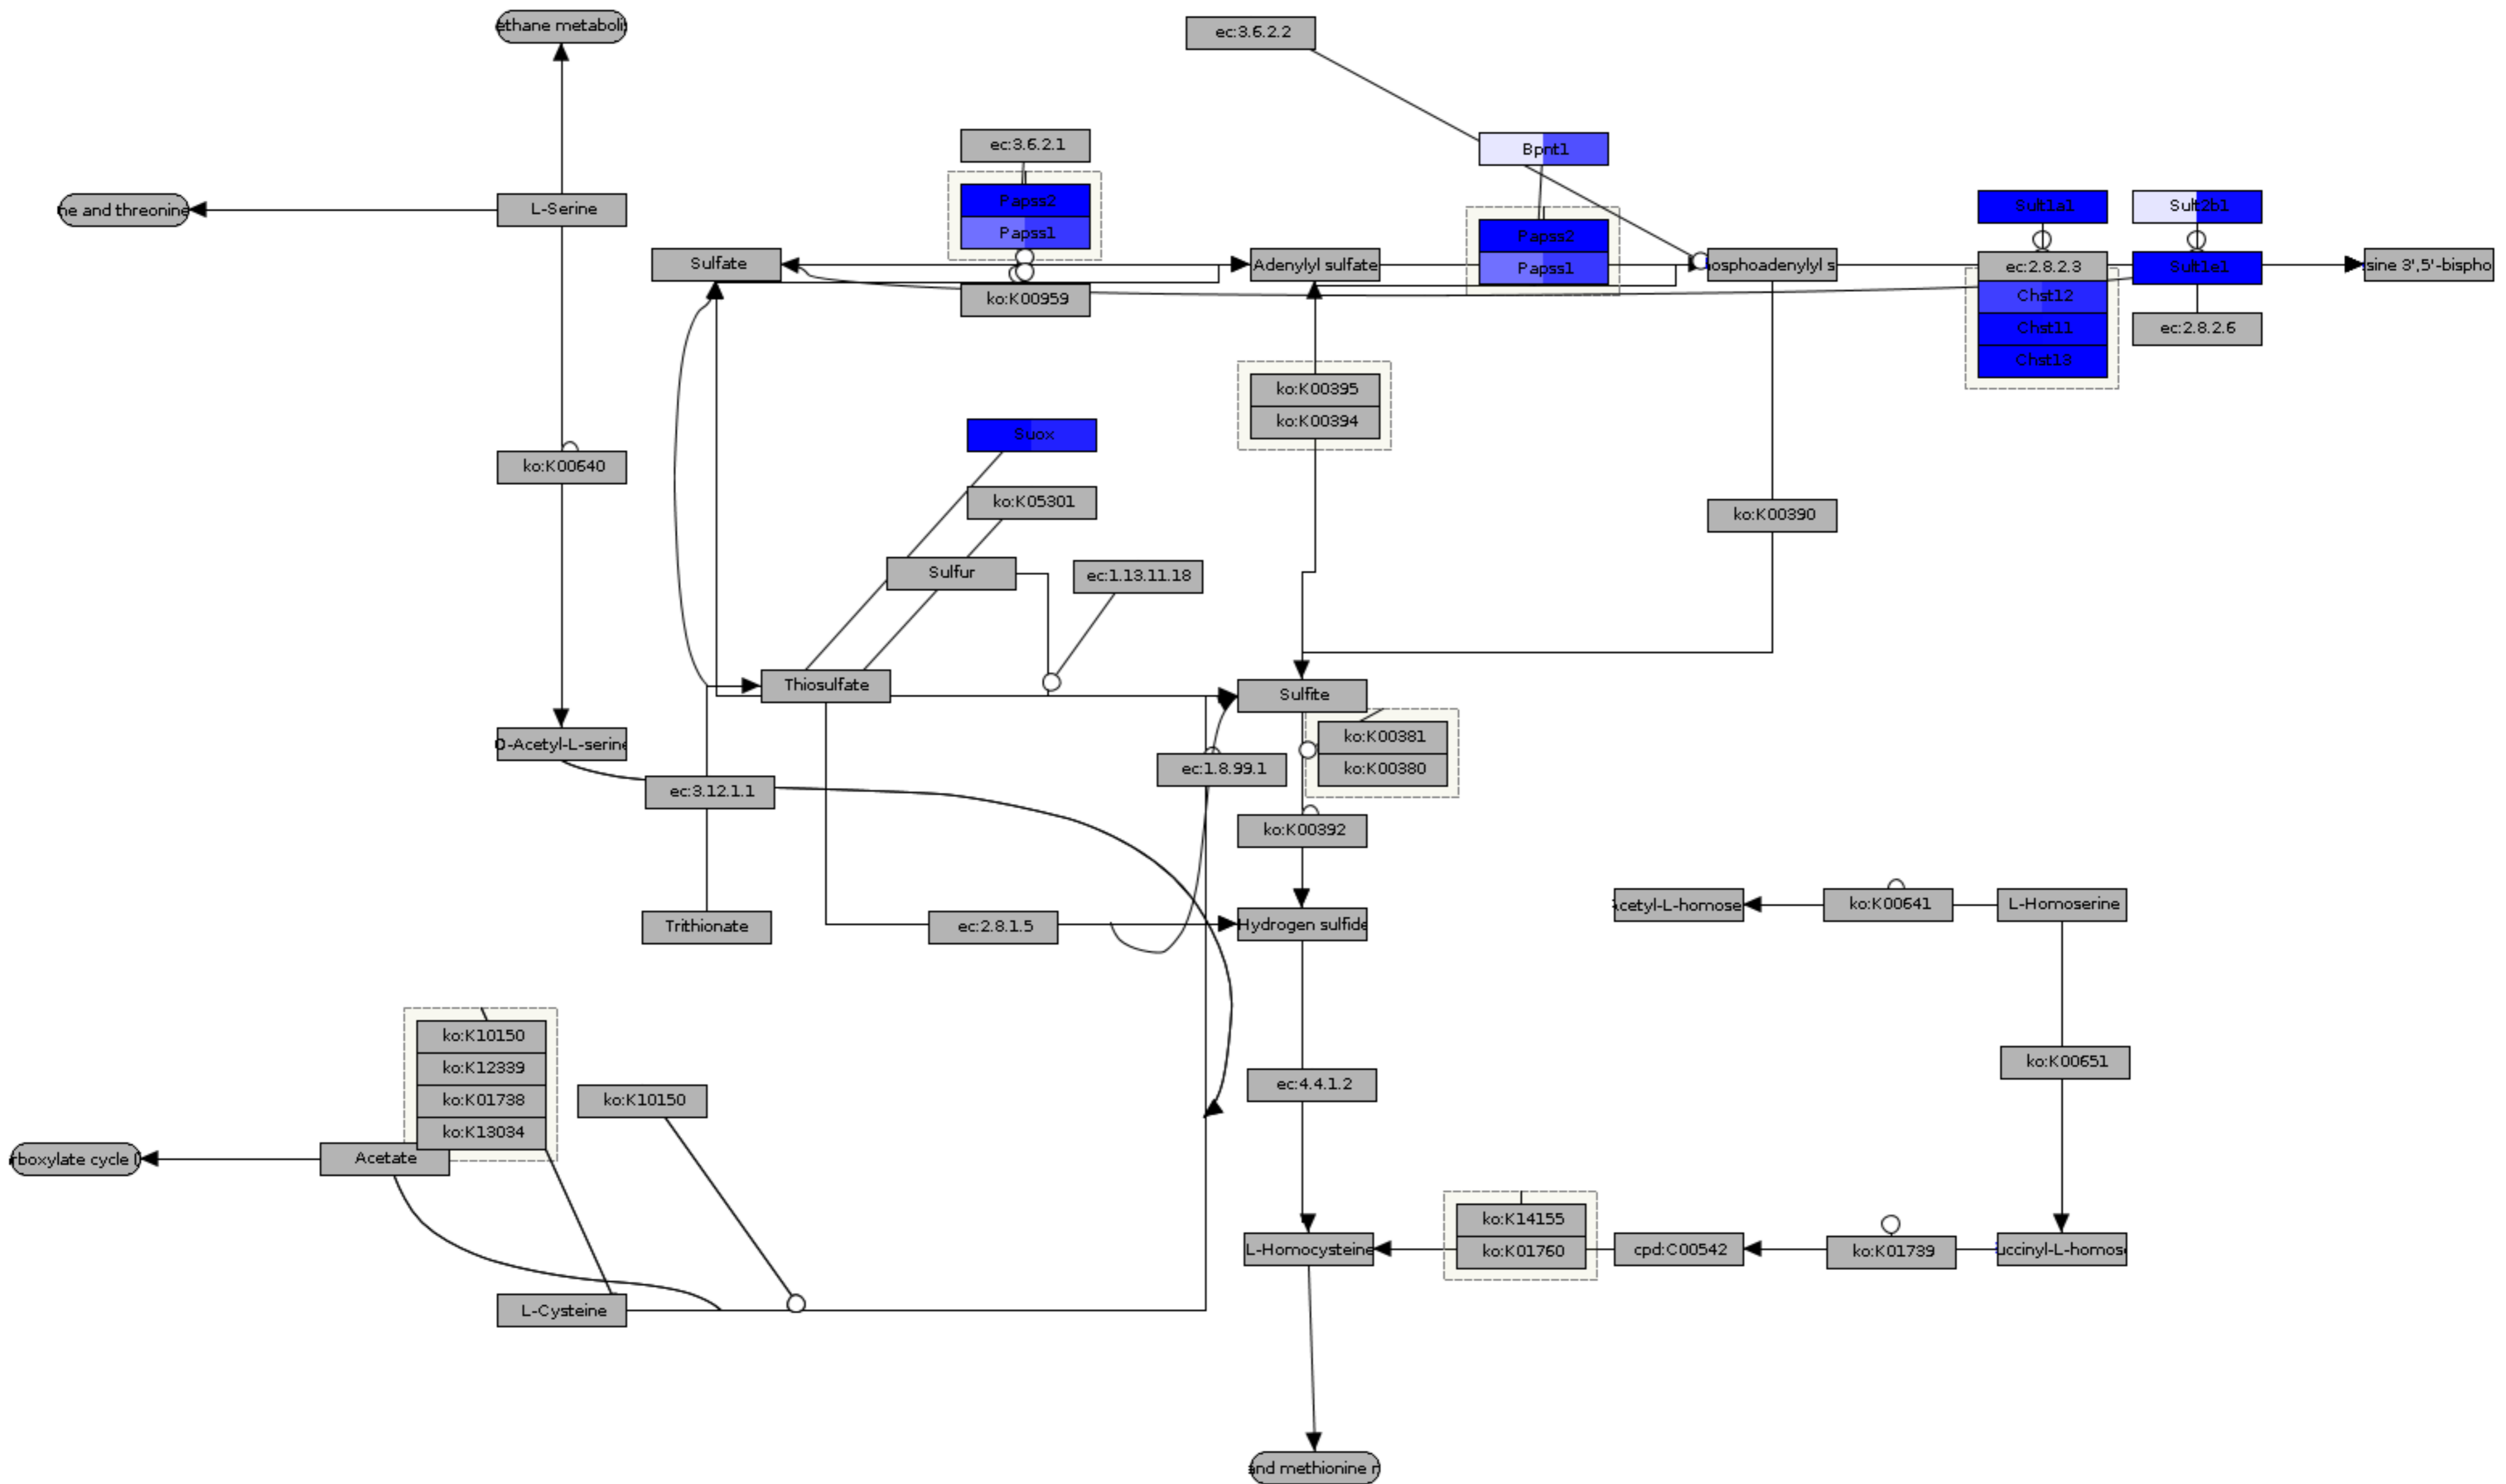 ethane metaboli
ec:3.6.2.2
ec:3.6.2.1
Bpnt1
Papss2
Papss1
ne and threonine
L-Serine
Sult1a1
Sult2b1
Papss2
Papss1
Sulfate
Adenylyl sulfate
osphoadenylyl s
ec:2.8.2.3
Sult1e1
sine 3',5'-bispho
ko:K00959
Chst12
Chst11
Chst13
ec:2.8.2.6
ko:K00395
ko:K00394
Suox
ko:K00640
ko:K05301
ko:K00390
Sulfur
ec:1.13.11.18
Thiosulfate
Sulfite
O-Acetyl-L-serine
ko:K00381
ko:K00380
ec:1.8.99.1
ec:3.12.1.1
ko:K00392
Trithionate
ec:2.8.1.5
Hydrogen sulfide
cetyl-L-homose
ko:K00641
L-Homoserine
ko:K10150
ko:K12339
ko:K01738
ko:K13034
ko:K10150
ec:4.4.1.2
ko:K00651
rboxylate cycle (
Acetate
ko:K14155
ko:K01760
L-Homocysteine
cpd:C00542
ko:K01739
uccinyl-L-homos
L-Cysteine
and methionine r